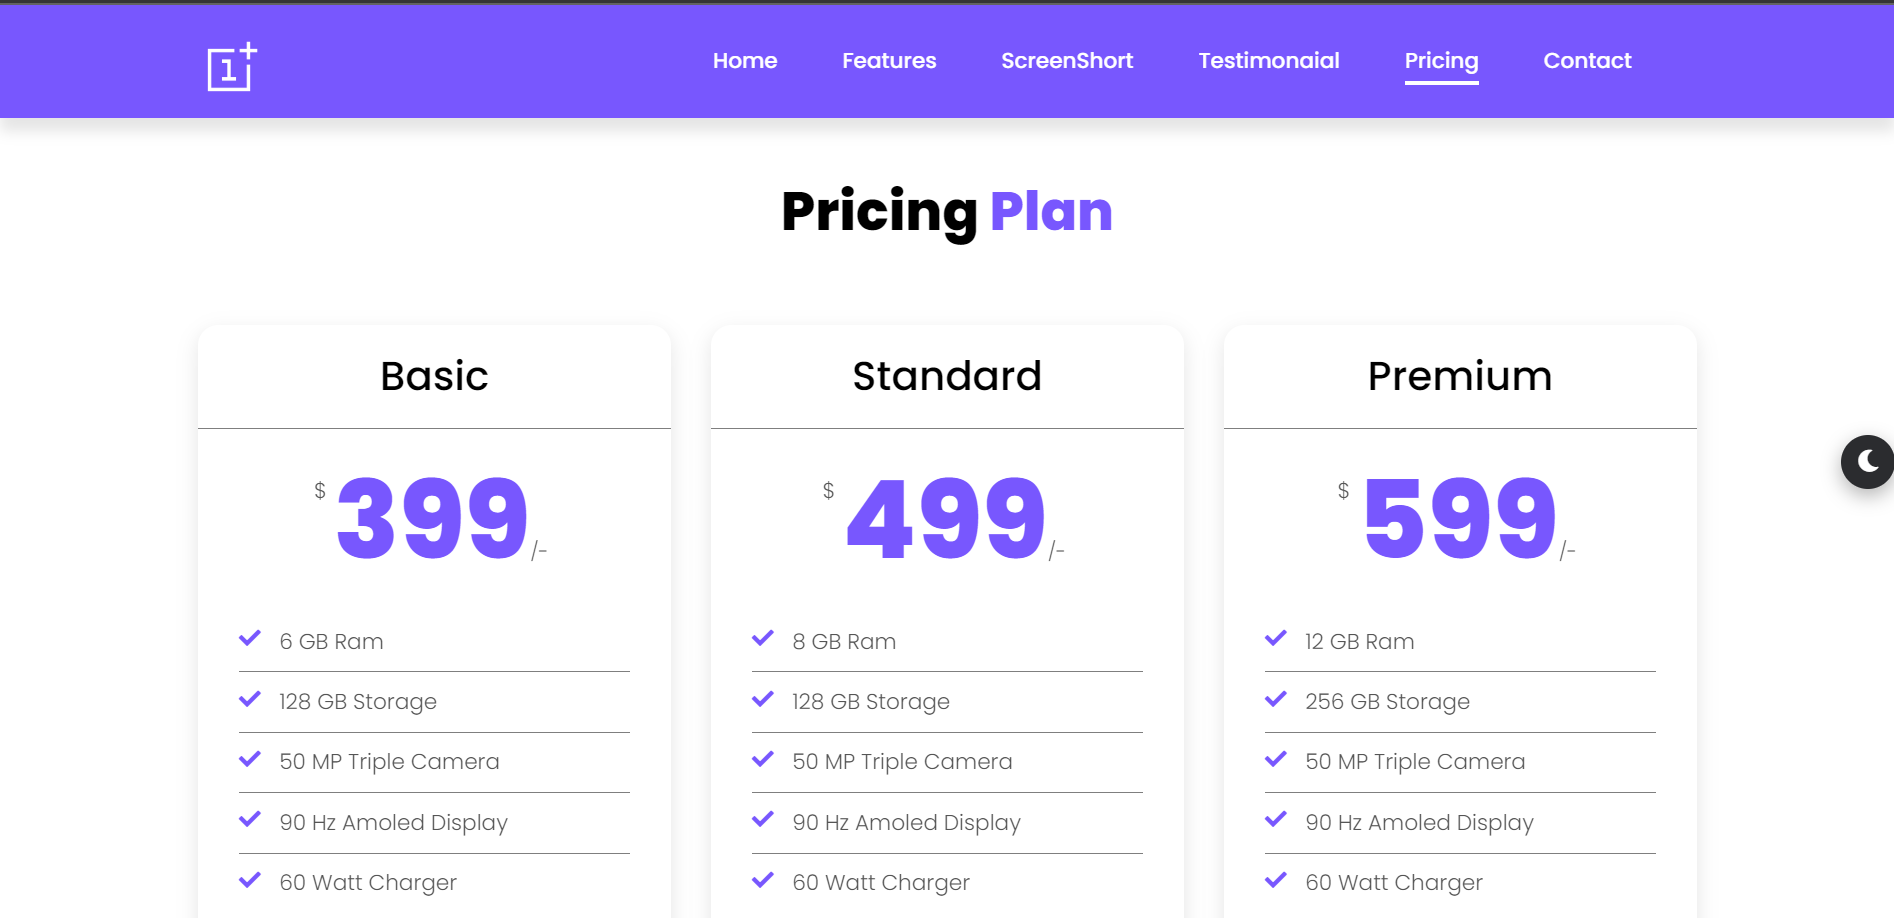 1+
Home Features ScreenShort Testimonaial Pricing Contact
Pricing Plan
Basic
$ 399 /-
6 GB Ram
128 GB Storage
50 MP Triple Camera
90 Hz Amoled Display
60 Watt Charger
Standard
$ 499 /-
8 GB Ram
128 GB Storage
50 MP Triple Camera
90 Hz Amoled Display
60 Watt Charger
Premium
$ 599 /-
12 GB Ram
256 GB Storage
50 MP Triple Camera
90 Hz Amoled Display
60 Watt Charger